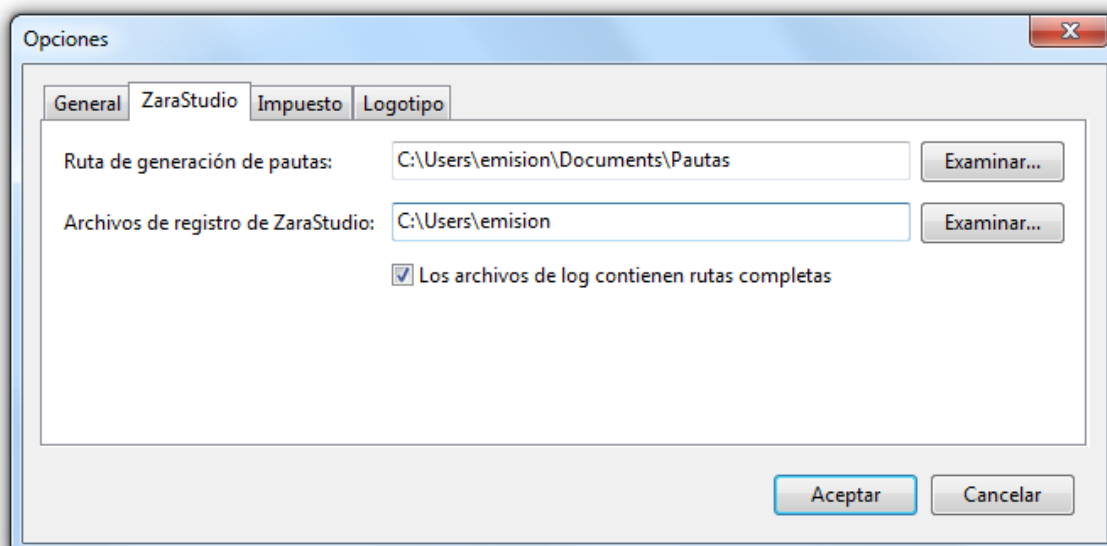 Opciones
General ZaraStudio Impuesto Logotipo
Ruta de generación de pautas: C:\Users\emision\Documents\Pautas Examinar...
Archivos de registro de ZaraStudio: C:\Users\emision Examinar...
Los archivos de log contienen rutas completas
Aceptar Cancelar